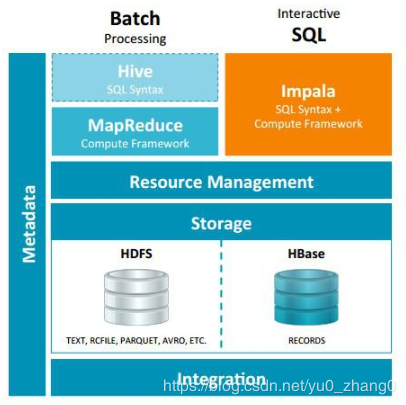 Batch
Processing
Interactive
SQL
Metadata
Hive
SQL Syntax
MapReduce
Compute Framework
Impala
SQL Syntax +
Compute Framework
Resource Management
Storage
HDFS
TEXT, RCFILE, PARQUET, AVRO, ETC.
HBase
RECORDS
Integration
https://blog.csdn.net/yu0_zhang0